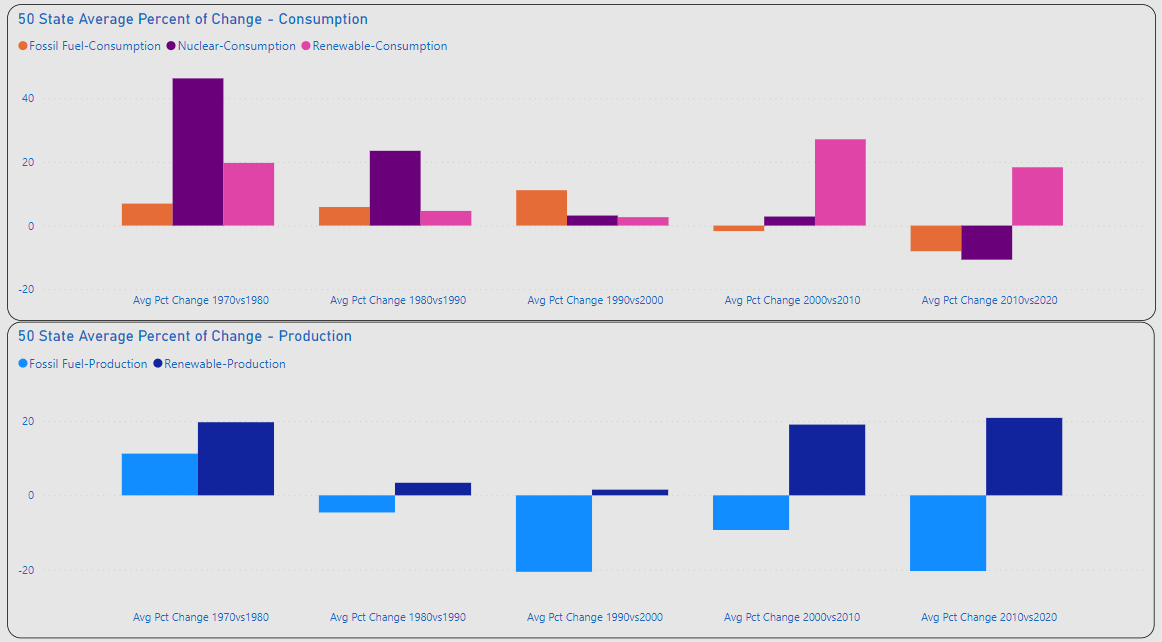 50 State Average Percent of Change - Consumption
Fossil Fuel-Consumption Nuclear-Consumption Renewable-Consumption
40
20
0
-20
Avg Pct Change 1970vs1980 Avg Pct Change 1980vs1990 Avg Pct Change 1990vs2000 Avg Pct Change 2000vs2010 Avg Pct Change 2010vs2020
50 State Average Percent of Change - Production
Fossil Fuel-Production Renewable-Production
20
0
-20
Avg Pct Change 1970vs1980 Avg Pct Change 1980vs1990 Avg Pct Change 1990vs2000 Avg Pct Change 2000vs2010 Avg Pct Change 2010vs2020